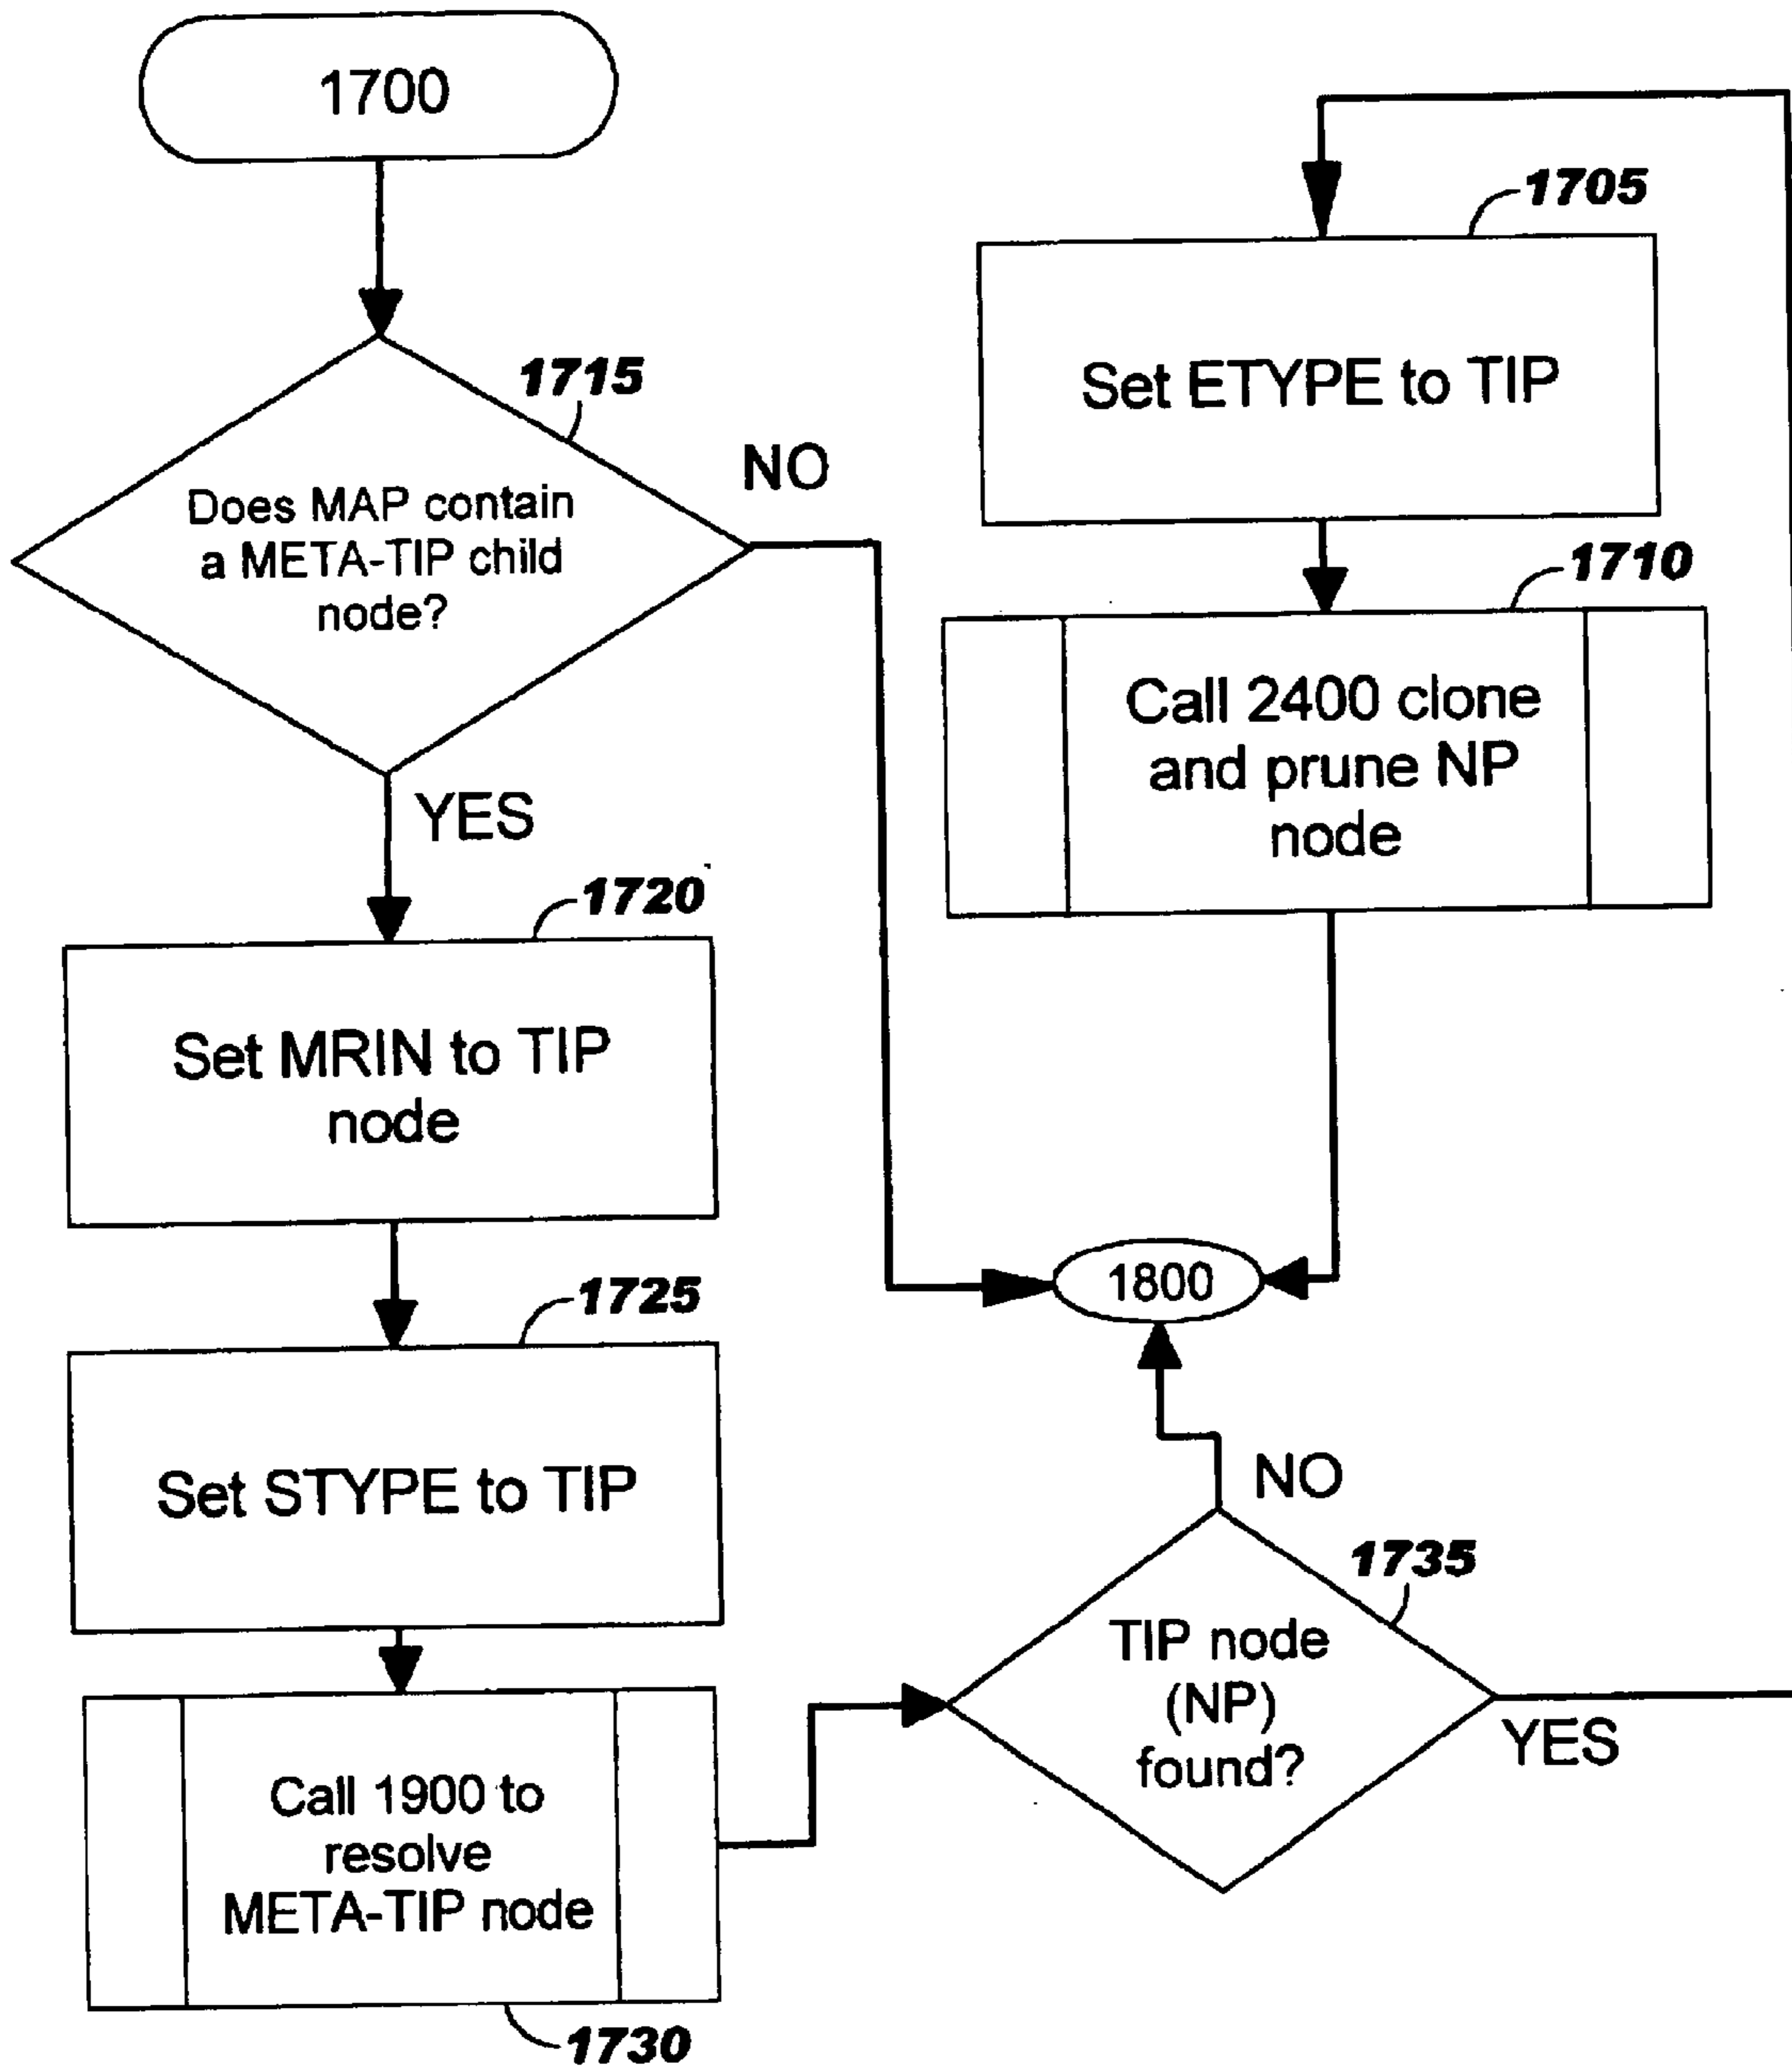 1700
1715
Does MAP contain
a META-TIP child
node?
NO
YES
1720
Set MRIN to TIP
node
1725
Set STYPE to TIP
Call 1900 to
resolve
META-TIP node
1730
1705
Set ETYPE to TIP
1710
Call 2400 clone
and prune NP
node
1800
NO
1735
TIP node
(NP)
found?
YES